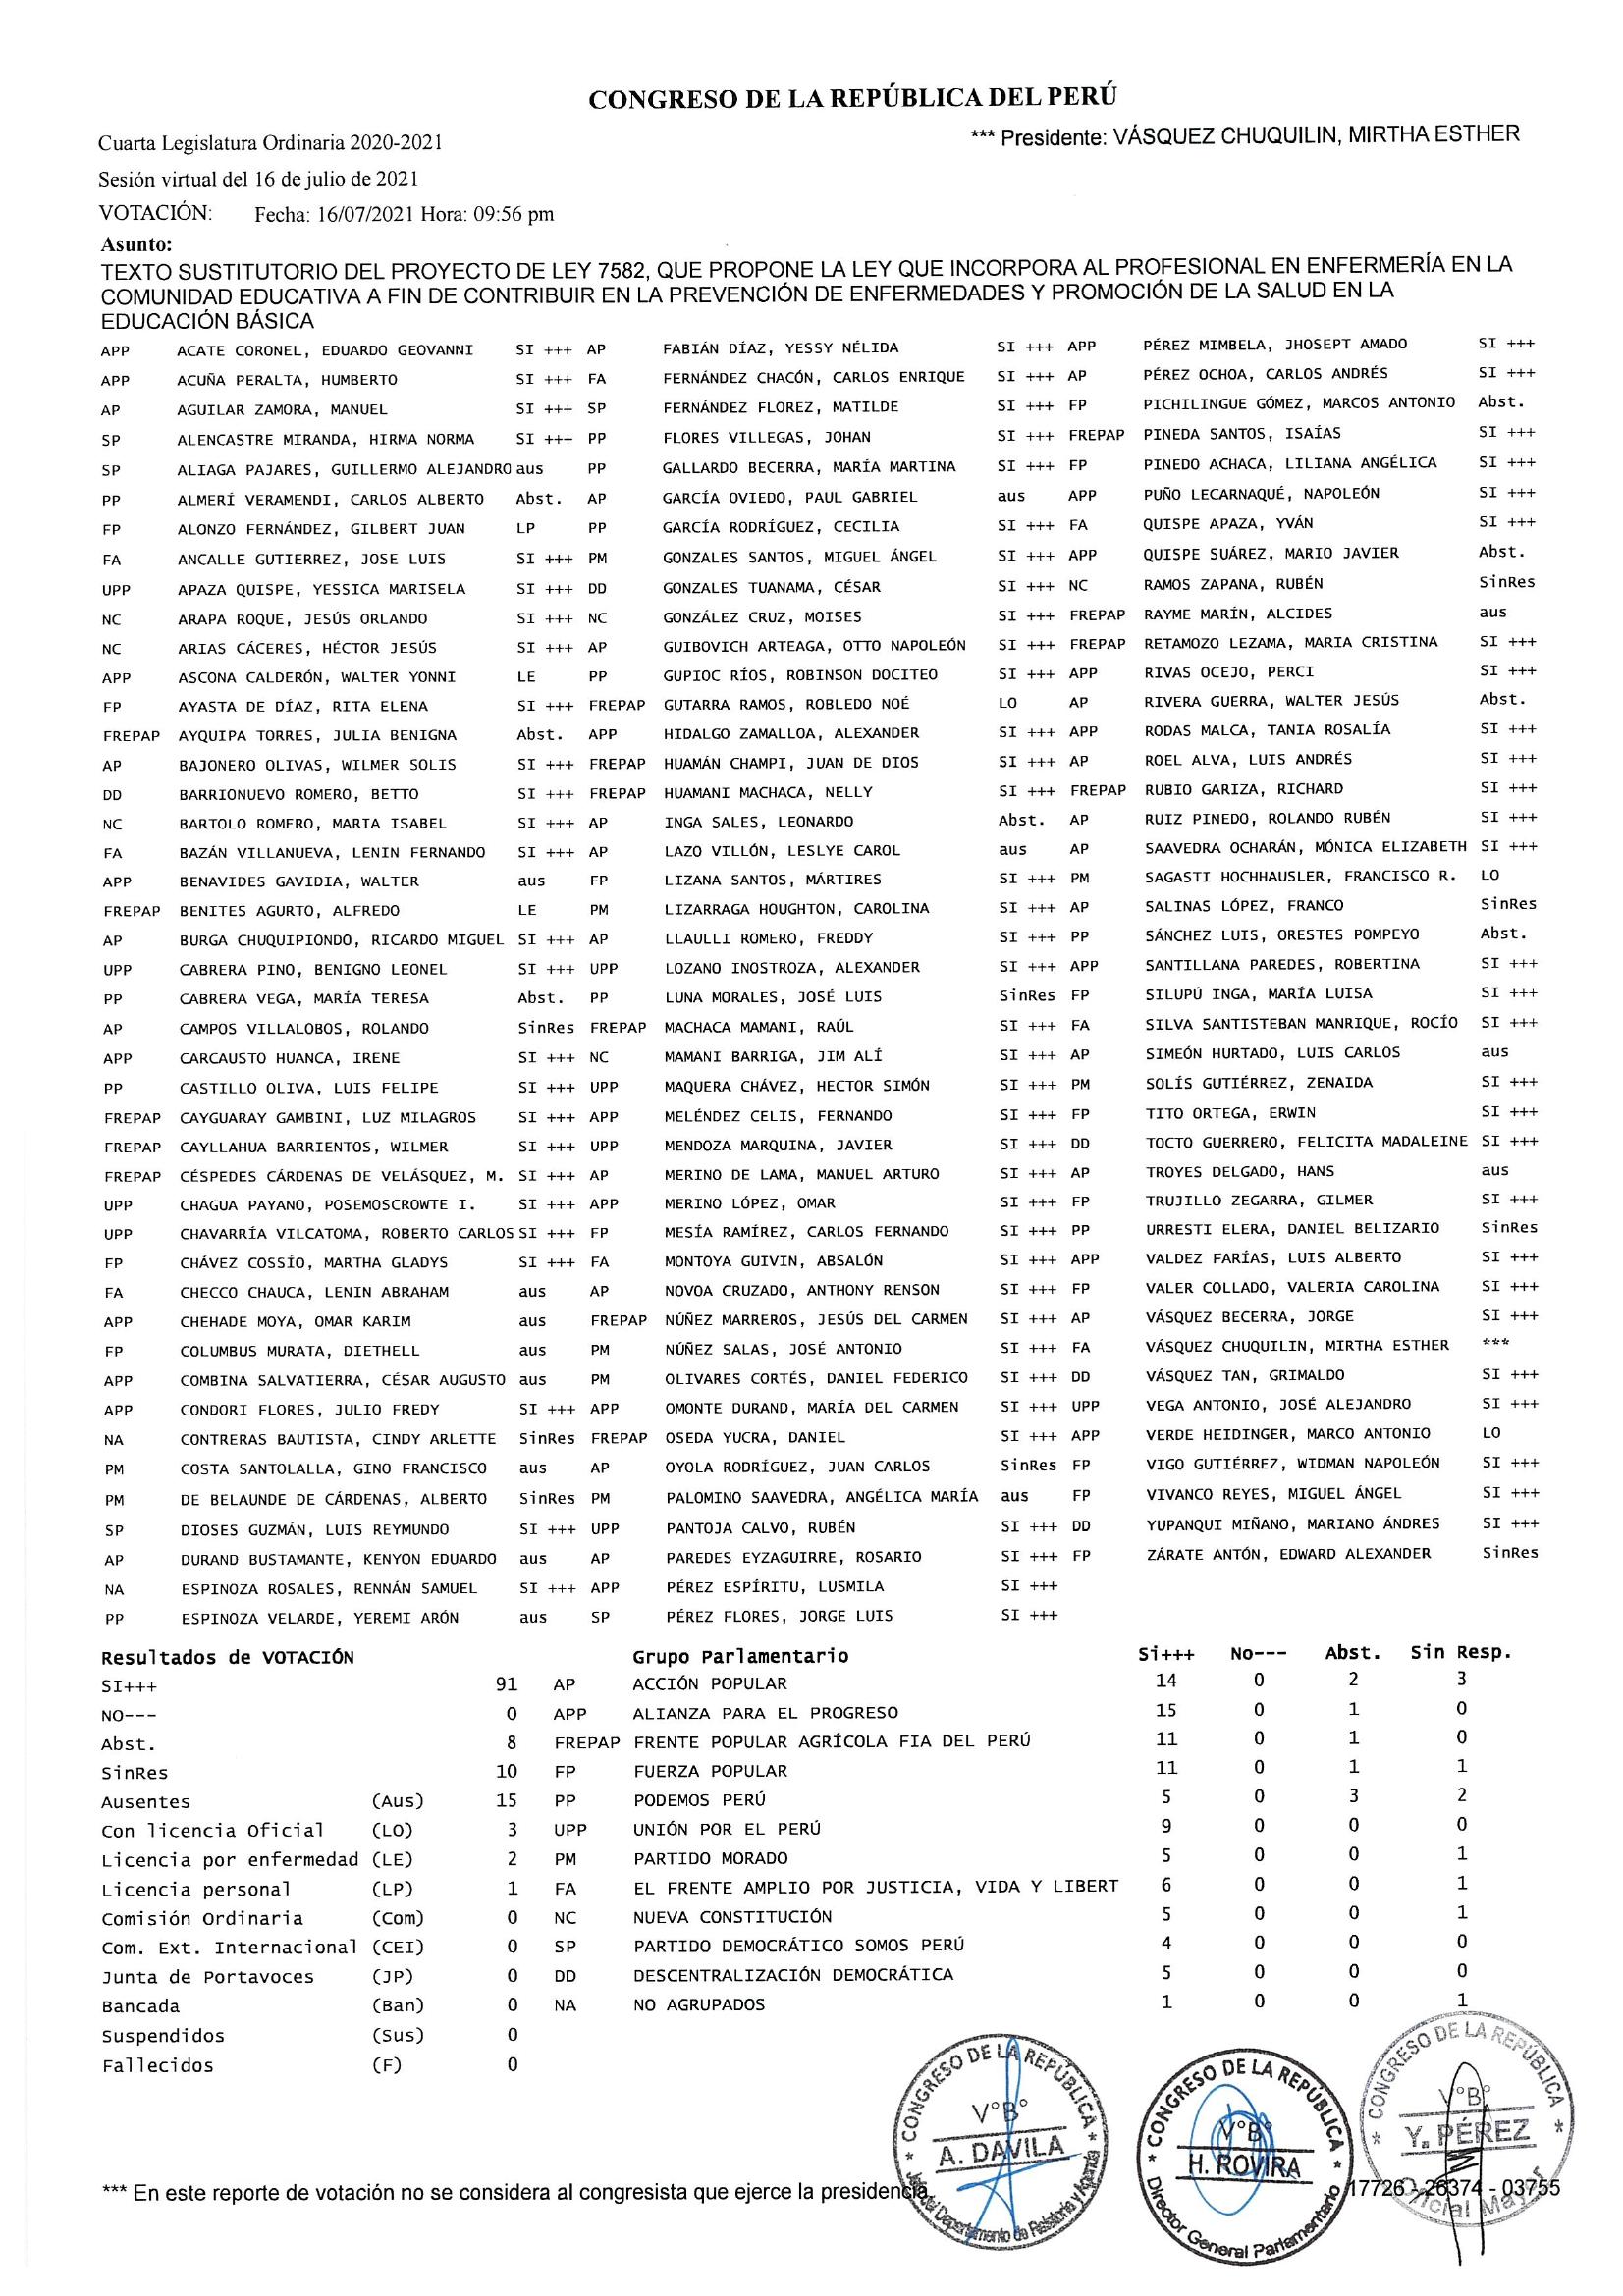 CONGRESO DE LA REPÚBLICA DEL PERÚ
Cuarta Legislatura Ordinaria 2020-2021
*** Presidente: VÁSQUEZ CHUQUILIN, MIRTHA ESTHER
Sesión virtual del 16 de julio de 2021
VOTACIÓN: Fecha: 16/07/2021 Hora: 09:56 pm
Asunto:
TEXTO SUSTITUTORIO DEL PROYECTO DE LEY 7582, QUE PROPONE LA LEY QUE INCORPORA AL PROFESIONAL EN ENFERMERÍA EN LA
COMUNIDAD EDUCATIVA A FIN DE CONTRIBUIR EN LA PREVENCIÓN DE ENFERMEDADES Y PROMOCIÓN DE LA SALUD EN LA
EDUCACIÓN BÁSICA
APP ACATE CORONEL, EDUARDO GEOVANNI SI +++ AP FABIÁN DÍAZ, YESSY NÉLIDA SI +++ APP PÉREZ MIMBELA, JHOSEPT AMADO SI +++
APP ACUÑA PERALTA, HUMBERTO SI +++ FA FERNÁNDEZ CHACÓN, CARLOS ENRIQUE SI +++ AP PÉREZ OCHOA, CARLOS ANDRÉS SI +++
AP AGUILAR ZAMORA, MANUEL SI +++ SP FERNÁNDEZ FLOREZ, MATILDE SI +++ FP PICHILINGUE GÓMEZ, MARCOS ANTONIO Abst.
SP ALENCASTRE MIRANDA, HIRMA NORMA SI +++ PP FLORES VILLEGAS, JOHAN SI +++ FREPAP PINEDA SANTOS, ISAÍAS SI +++
SP ALIAGA PAJARES, GUILLERMO ALEJANDRO aus PP GALLARDO BECERRA, MARÍA MARTINA SI +++ FP PINEDO ACHACA, LILIANA ANGÉLICA SI +++
PP ALMERÍ VERAMENDI, CARLOS ALBERTO Abst. AP GARCÍA OVIEDO, PAUL GABRIEL aus APP PUÑO LECARNAQUÉ, NAPOLEÓN SI +++
FP ALONZO FERNÁNDEZ, GILBERT JUAN LP PP GARCÍA RODRÍGUEZ, CECILIA SI +++ FA QUISPE APAZA, YVÁN SI +++
FA ANCALLE GUTIERREZ, JOSE LUIS SI +++ PM GONZALES SANTOS, MIGUEL ÁNGEL SI +++ APP QUISPE SUÁREZ, MARIO JAVIER Abst.
UPP APAZA QUISPE, YESSICA MARISELA SI +++ DD GONZALES TUANAMA, CÉSAR SI +++ NC RAMOS ZAPANA, RUBÉN SinRes
NC ARAPA ROQUE, JESÚS ORLANDO SI +++ NC GONZÁLEZ CRUZ, MOISES SI +++ FREPAP RAYME MARÍN, ALCIDES aus
NC ARIAS CÁCERES, HÉCTOR JESÚS SI +++ AP GUIBOVICH ARTEAGA, OTTO NAPOLEÓN SI +++ FREPAP RETAMOZO LEZAMA, MARIA CRISTINA SI +++
APP ASCONA CALDERÓN, WALTER YONNI LE PP GUPIOC RÍOS, ROBINSON DOCITEO SI +++ APP RIVAS OCEJO, PERCI SI +++
FP AYASTA DE DÍAZ, RITA ELENA SI +++ FREPAP GUTARRA RAMOS, ROBLEDO NOÉ LO AP RIVERA GUERRA, WALTER JESÚS Abst.
FREPAP AYQUIPA TORRES, JULIA BENIGNA Abst. APP HIDALGO ZAMALLOA, ALEXANDER SI +++ APP RODAS MALCA, TANIA ROSALÍA SI +++
AP BAJONERO OLIVAS, WILMER SOLIS SI +++ FREPAP HUAMÁN CHAMPI, JUAN DE DIOS SI +++ AP ROEL ALVA, LUIS ANDRÉS SI +++
DD BARRIONUEVO ROMERO, BETTO SI +++ FREPAP HUAMANI MACHACA, NELLY SI +++ FREPAP RUBIO GARIZA, RICHARD SI +++
NC BARTOLO ROMERO, MARIA ISABEL SI +++ AP INGA SALES, LEONARDO Abst. AP RUIZ PINEDO, ROLANDO RUBÉN SI +++
FA BAZÁN VILLANUEVA, LENIN FERNANDO SI +++ AP LAZO VILLÓN, LESLYE CAROL aus AP SAAVEDRA OCHARÁN, MÓNICA ELIZABETH SI +++
APP BENAVIDES GAVIDIA, WALTER aus FP LIZANA SANTOS, MÁRTIRES SI +++ PM SAGASTI HOCHHAUSLER, FRANCISCO R. LO
FREPAP BENITES AGURTO, ALFREDO LE PM LIZARRAGA HOUGHTON, CAROLINA SI +++ AP SALINAS LÓPEZ, FRANCO SinRes
AP BURGA CHUQUIPIONDO, RICARDO MIGUEL SI +++ AP LLAULLI ROMERO, FREDDY SI +++ PP SÁNCHEZ LUIS, ORESTES POMPEYO Abst.
UPP CABRERA PINO, BENIGNO LEONEL SI +++ UPP LOZANO INOSTROZA, ALEXANDER SI +++ APP SANTILLANA PAREDES, ROBERTINA SI +++
PP CABRERA VEGA, MARÍA TERESA Abst. PP LUNA MORALES, JOSÉ LUIS SinRes FP SILUPÚ INGA, MARÍA LUISA SI +++
AP CAMPOS VILLALOBOS, ROLANDO SinRes FREPAP MACHACA MAMANI, RAÚL SI +++ FA SILVA SANTISTEBAN MANRIQUE, ROCÍO SI +++
APP CARCAUSTO HUANCA, IRENE SI +++ NC MAMANI BARRIGA, JIM ALÍ SI +++ AP SIMEÓN HURTADO, LUIS CARLOS aus
PP CASTILLO OLIVA, LUIS FELIPE SI +++ UPP MAQUERA CHÁVEZ, HECTOR SIMÓN SI +++ PM SOLÍS GUTIÉRREZ, ZENAIDA SI +++
FREPAP CAYGUARAY GAMBINI, LUZ MILAGROS SI +++ APP MELÉNDEZ CELIS, FERNANDO SI +++ FP TITO ORTEGA, ERWIN SI +++
FREPAP CAYLLAHUA BARRIENTOS, WILMER SI +++ UPP MENDOZA MARQUINA, JAVIER SI +++ DD TOCTO GUERRERO, FELICITA MADALEINE SI +++
FREPAP CÉSPEDES CÁRDENAS DE VELÁSQUEZ, M. SI +++ AP MERINO DE LAMA, MANUEL ARTURO SI +++ AP TROYES DELGADO, HANS aus
UPP CHAGUA PAYANO, POSEMOSCROWTE I. SI +++ APP MERINO LÓPEZ, OMAR SI +++ FP TRUJILLO ZEGARRA, GILMER SI +++
UPP CHAVARRÍA VILCATOMA, ROBERTO CARLOS SI +++ FP MESÍA RAMÍREZ, CARLOS FERNANDO SI +++ PP URRESTI ELERA, DANIEL BELIZARIO SinRes
FP CHÁVEZ COSSÍO, MARTHA GLADYS SI +++ FA MONTOYA GUIVIN, ABSALÓN SI +++ APP VALDEZ FARÍAS, LUIS ALBERTO SI +++
FA CHECCO CHAUCA, LENIN ABRAHAM aus AP NOVOA CRUZADO, ANTHONY RENSON SI +++ FP VALER COLLADO, VALERIA CAROLINA SI +++
APP CHEHADE MOYA, OMAR KARIM aus FREPAP NÚÑEZ MARREROS, JESÚS DEL CARMEN SI +++ AP VÁSQUEZ BECERRA, JORGE SI +++
FP COLUMBUS MURATA, DIETHELL aus PM NÚÑEZ SALAS, JOSÉ ANTONIO SI +++ FA VÁSQUEZ CHUQUILIN, MIRTHA ESTHER ***
APP COMBINA SALVATIERRA, CÉSAR AUGUSTO aus PM OLIVARES CORTÉS, DANIEL FEDERICO SI +++ DD VÁSQUEZ TAN, GRIMALDO SI +++
APP CONDORI FLORES, JULIO FREDY SI +++ APP OMONTE DURAND, MARÍA DEL CARMEN SI +++ UPP VEGA ANTONIO, JOSÉ ALEJANDRO SI +++
NA CONTRERAS BAUTISTA, CINDY ARLETTE SinRes FREPAP OSEDA YUCRA, DANIEL SI +++ APP VERDE HEIDINGER, MARCO ANTONIO LO
PM COSTA SANTOLALLA, GINO FRANCISCO aus AP OYOLA RODRÍGUEZ, JUAN CARLOS SinRes FP VIGO GUTIÉRREZ, WIDMAN NAPOLEÓN SI +++
PM DE BELAUNDE DE CÁRDENAS, ALBERTO SinRes PM PALOMINO SAAVEDRA, ANGÉLICA MARÍA aus FP VIVANCO REYES, MIGUEL ÁNGEL SI +++
SP DIOSES GUZMÁN, LUIS REYMUNDO SI +++ UPP PANTOJA CALVO, RUBÉN SI +++ DD YUPANQUI MIÑANO, MARIANO ÁNDRES SI +++
AP DURAND BUSTAMANTE, KENYON EDUARDO aus AP PAREDES EYZAGUIRRE, ROSARIO SI +++ FP ZÁRATE ANTÓN, EDWARD ALEXANDER SinRes
NA ESPINOZA ROSALES, RENNÁN SAMUEL SI +++ APP PÉREZ ESPÍRITU, LUSMILA SI +++
PP ESPINOZA VELARDE, YEREMI ARÓN aus SP PÉREZ FLORES, JORGE LUIS SI +++
Resultados de VOTACIÓN Grupo Parlamentario Si+++ No--- Abst. Sin Resp.
SI+++ 91 AP ACCIÓN POPULAR 14 0 2 3
NO--- 0 APP ALIANZA PARA EL PROGRESO 15 0 1 0
Abst. 8 FREPAP FRENTE POPULAR AGRÍCOLA FIA DEL PERÚ 11 0 1 0
SinRes 10 FP FUERZA POPULAR 11 0 1 1
Ausentes (Aus) 15 PP PODEMOS PERÚ 5 0 3 2
Con licencia Oficial (LO) 3 UPP UNIÓN POR EL PERÚ 9 0 0 0
Licencia por enfermedad (LE) 2 PM PARTIDO MORADO 5 0 0 1
Licencia personal (LP) 1 FA EL FRENTE AMPLIO POR JUSTICIA, VIDA Y LIBERT 6 0 0 1
Comisión Ordinaria (Com) 0 NC NUEVA CONSTITUCIÓN 5 0 0 1
Com. Ext. Internacional (CEI) 0 SP PARTIDO DEMOCRÁTICO SOMOS PERÚ 4 0 0 0
Junta de Portavoces (JP) 0 DD DESCENTRALIZACIÓN DEMOCRÁTICA 5 0 0 0
Bancada (Ban) 0 NA NO AGRUPADOS 1 0 0 1
Suspendidos (Sus) 0
Fallecidos (F) 0
* CONGRESO DE LA REPÚBLICA *
V°B°
A. DAVILA
Jefe del Departamento de Relatoría y Agenda
* CONGRESO DE LA REPÚBLICA *
V°B°
H. ROVIRA
Director General Parlamentario
* CONGRESO DE LA REPÚBLICA *
V°B°
Y. PÉREZ
Oficial Mayor
*** En este reporte de votación no se considera al congresista que ejerce la presidencia.
17726 - 26374 - 03755